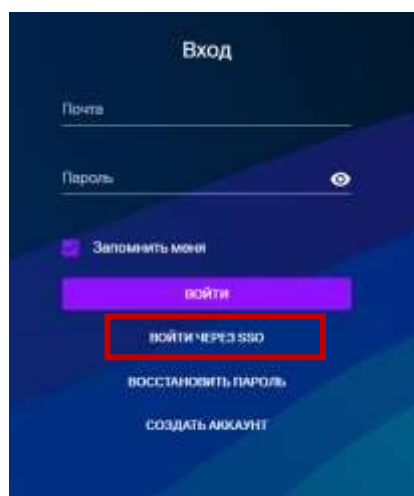 Вход
Почта
Пароль
Запомнить меня
ВОЙТИ
ВОЙТИ ЧЕРЕЗ SSO
ВОССТАНОВИТЬ ПАРОЛЬ
СОЗДАТЬ АККАУНТ